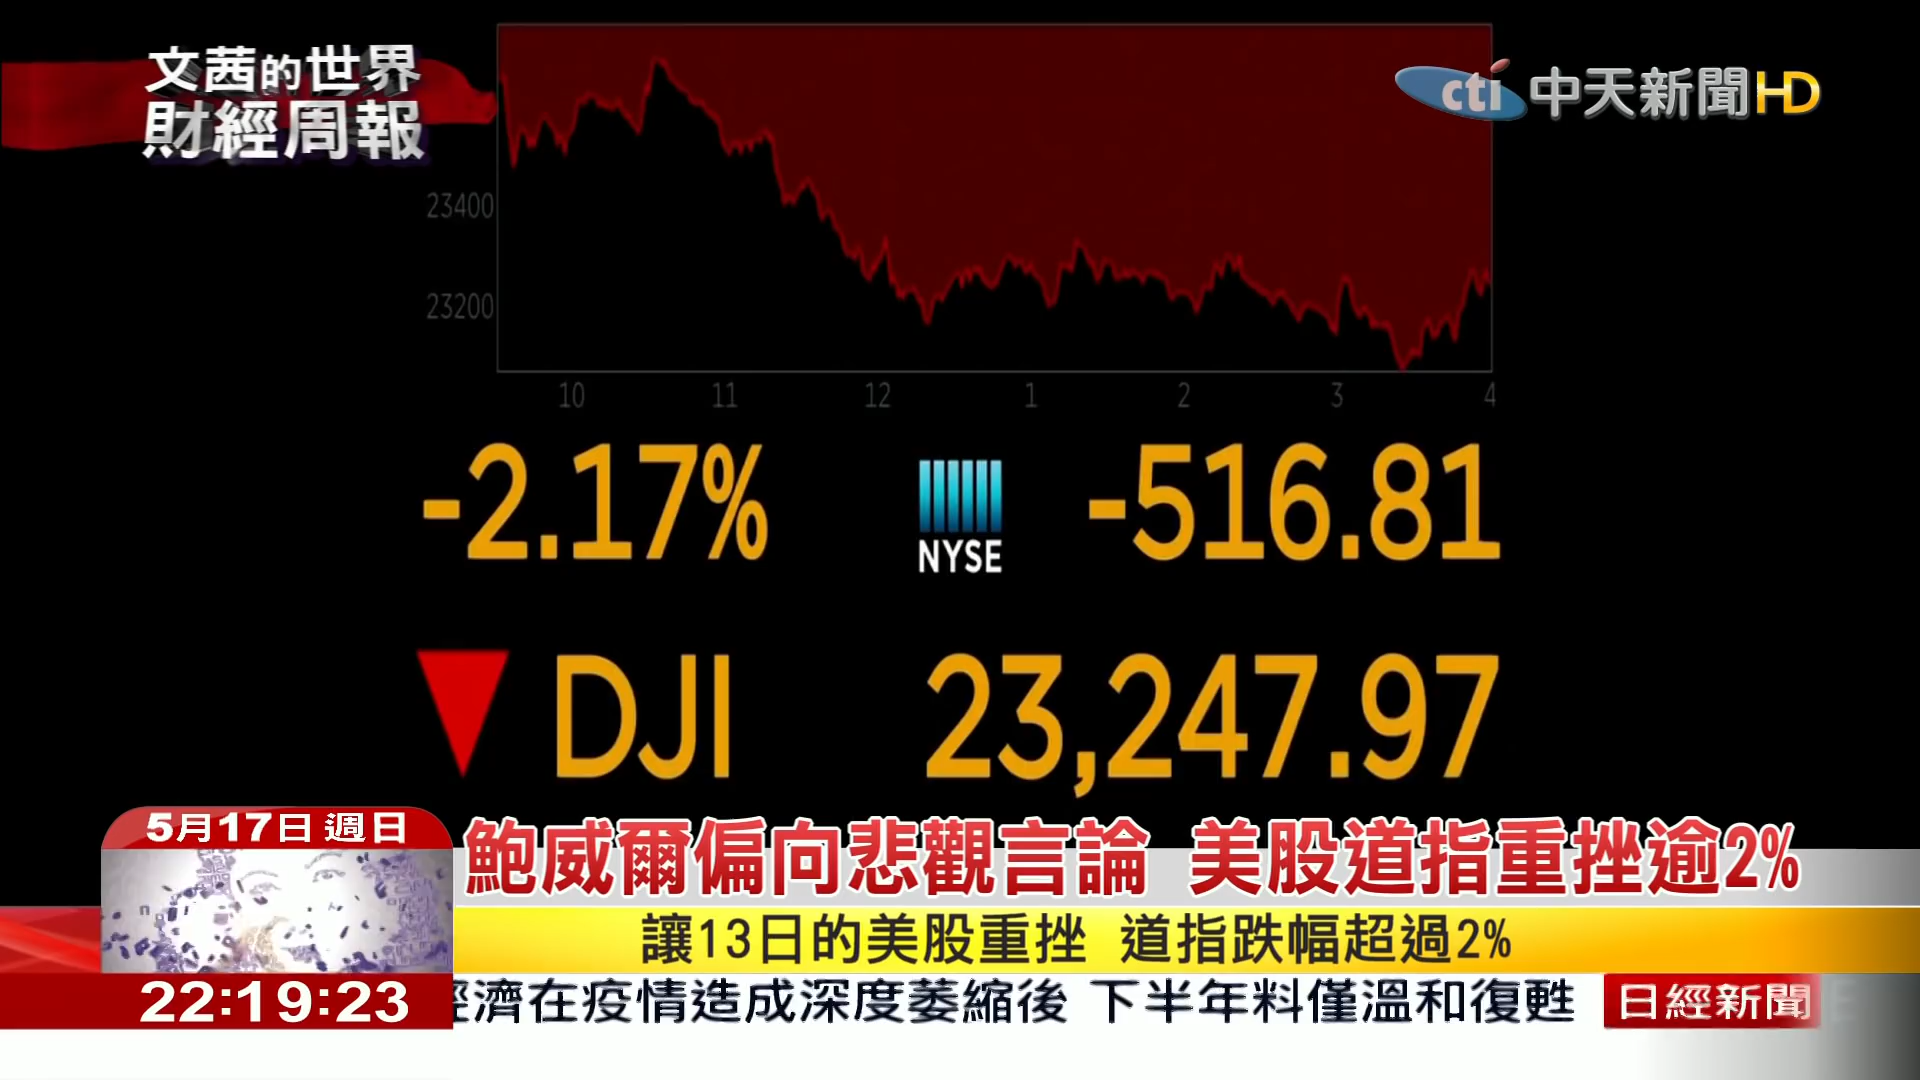 文茜的世界
財經周報
cti 中天新聞HD
23400
23200
10 11 12 1 2 3 4
-2.17% NYSE -516.81
DJI 23,247.97
5月17日 週日
鮑威爾偏向悲觀言論 美股道指重挫逾2%
讓13日的美股重挫 道指跌幅超過2%
22:19:23
經濟在疫情造成深度萎縮後 下半年料僅溫和復甦
日經新聞